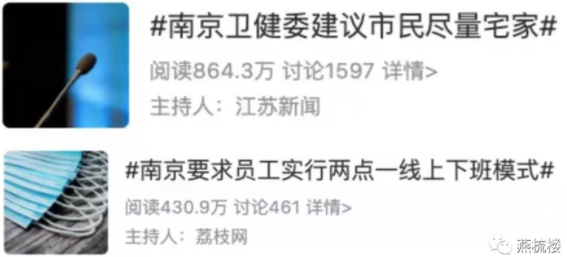 #南京卫健委建议市民尽量宅家#
阅读864.3万 讨论1597 详情>
主持人：江苏新闻
#南京要求员工实行两点一线上下班模式#
阅读430.9万 讨论461 详情>
主持人：荔枝网
燕梳楼